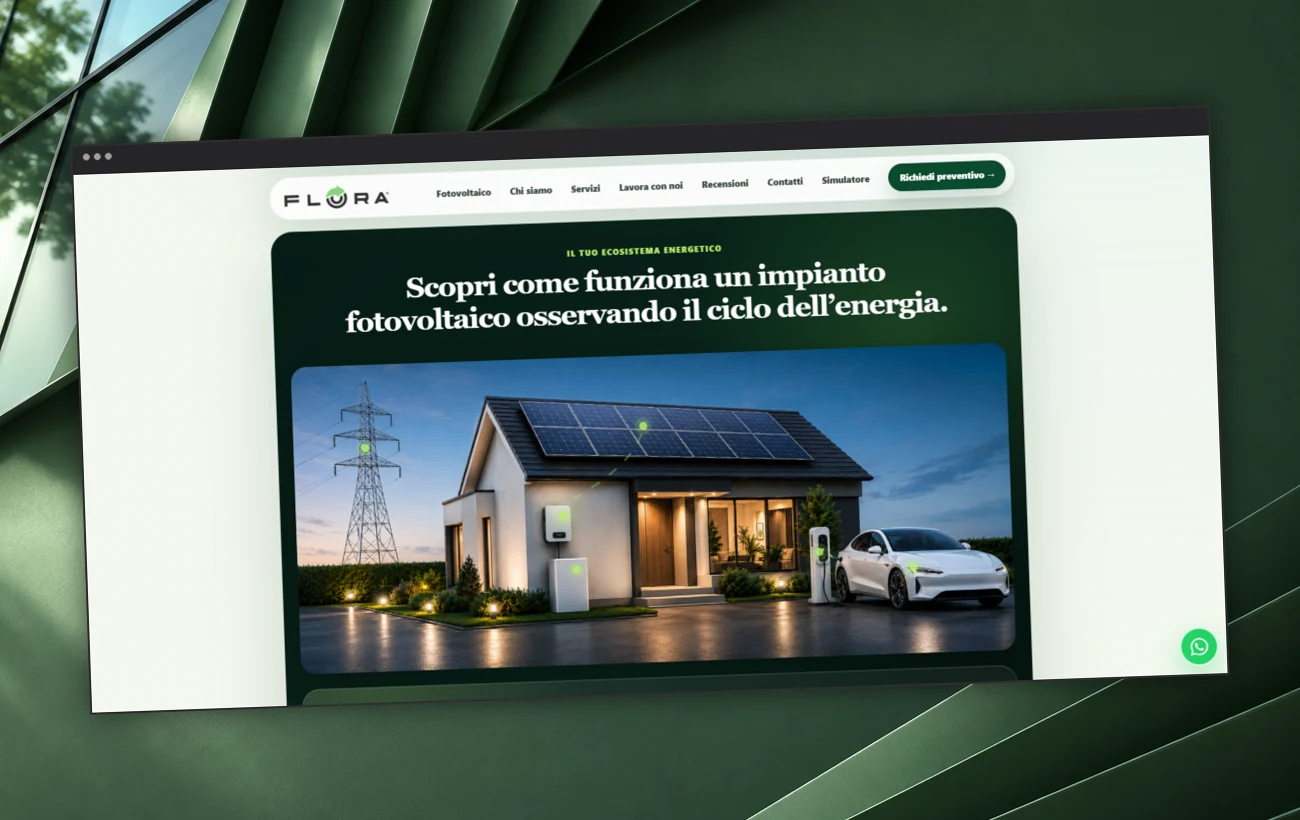 FLORA
Fotovoltaico Chi siamo Servizi Lavora con noi Recensioni Contatti Simulatore Richiedi preventivo →
IL TUO ECOSISTEMA ENERGETICO
Scopri come funziona un impianto
fotovoltaico osservando il ciclo dell’energia.